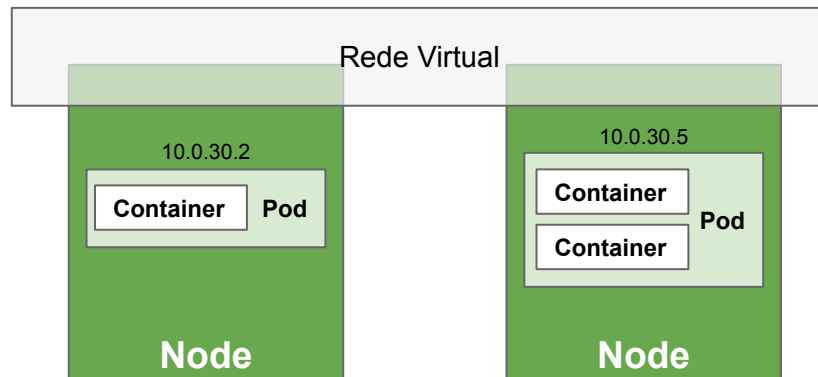 Rede Virtual
10.0.30.2
Container
Pod
Node
10.0.30.5
Container
Container
Pod
Node